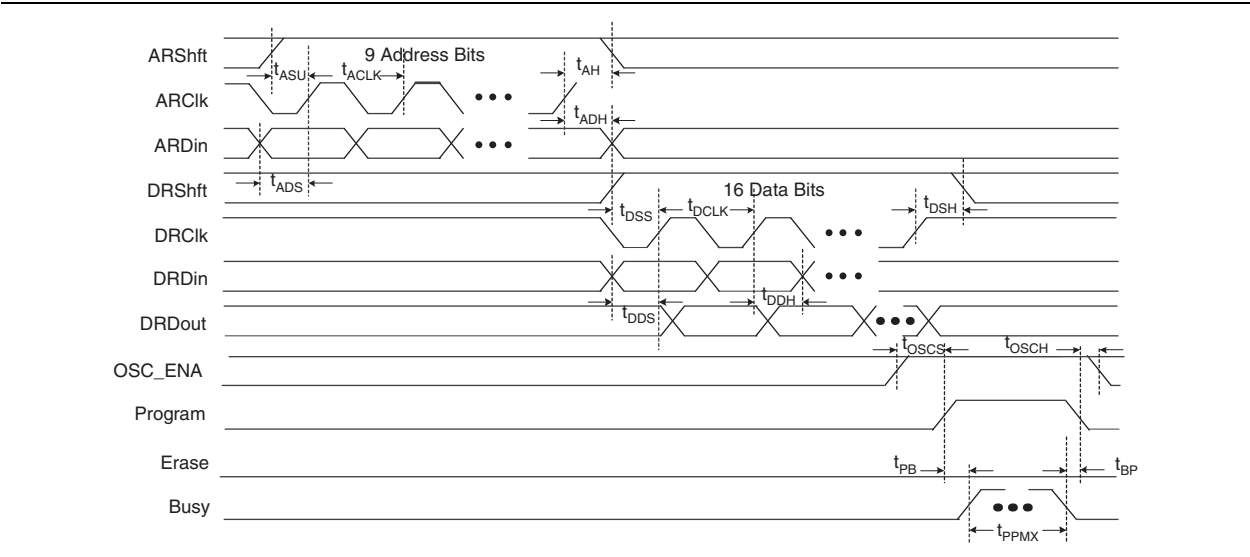 ARShft
9 Address Bits
tASU
tACLK
tAH
ARClk
tADH
ARDin
tADS
DRShft
16 Data Bits
tDSS
tDCLK
tDSH
DRClk
DRDin
tDDS
tDDH
DRDout
tOSCS
tOSCH
OSC_ENA
Program
Erase
tPB
tBP
Busy
tPPMX